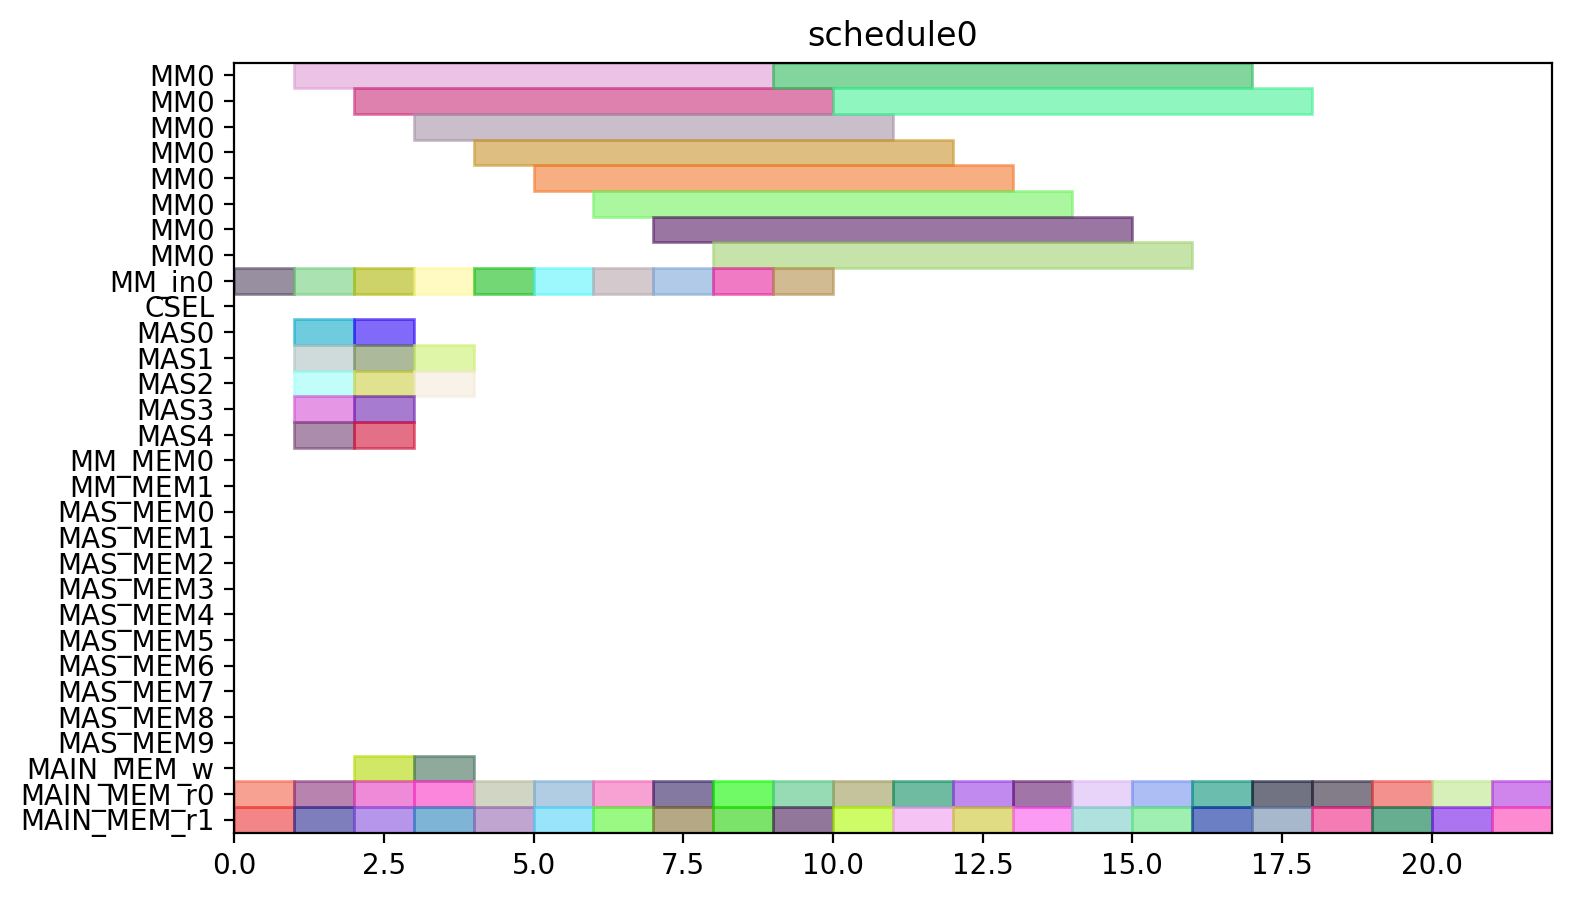 schedule0
MM0
MM0
MM0
MM0
MM0
MM0
MM0
MM0
MM_in0
CSEL
MAS0
MAS1
MAS2
MAS3
MAS4
MM_MEM0
MM_MEM1
MAS_MEM0
MAS_MEM1
MAS_MEM2
MAS_MEM3
MAS_MEM4
MAS_MEM5
MAS_MEM6
MAS_MEM7
MAS_MEM8
MAS_MEM9
MAIN_MEM_w
MAIN_MEM_r0
MAIN_MEM_r1
0.0 2.5 5.0 7.5 10.0 12.5 15.0 17.5 20.0